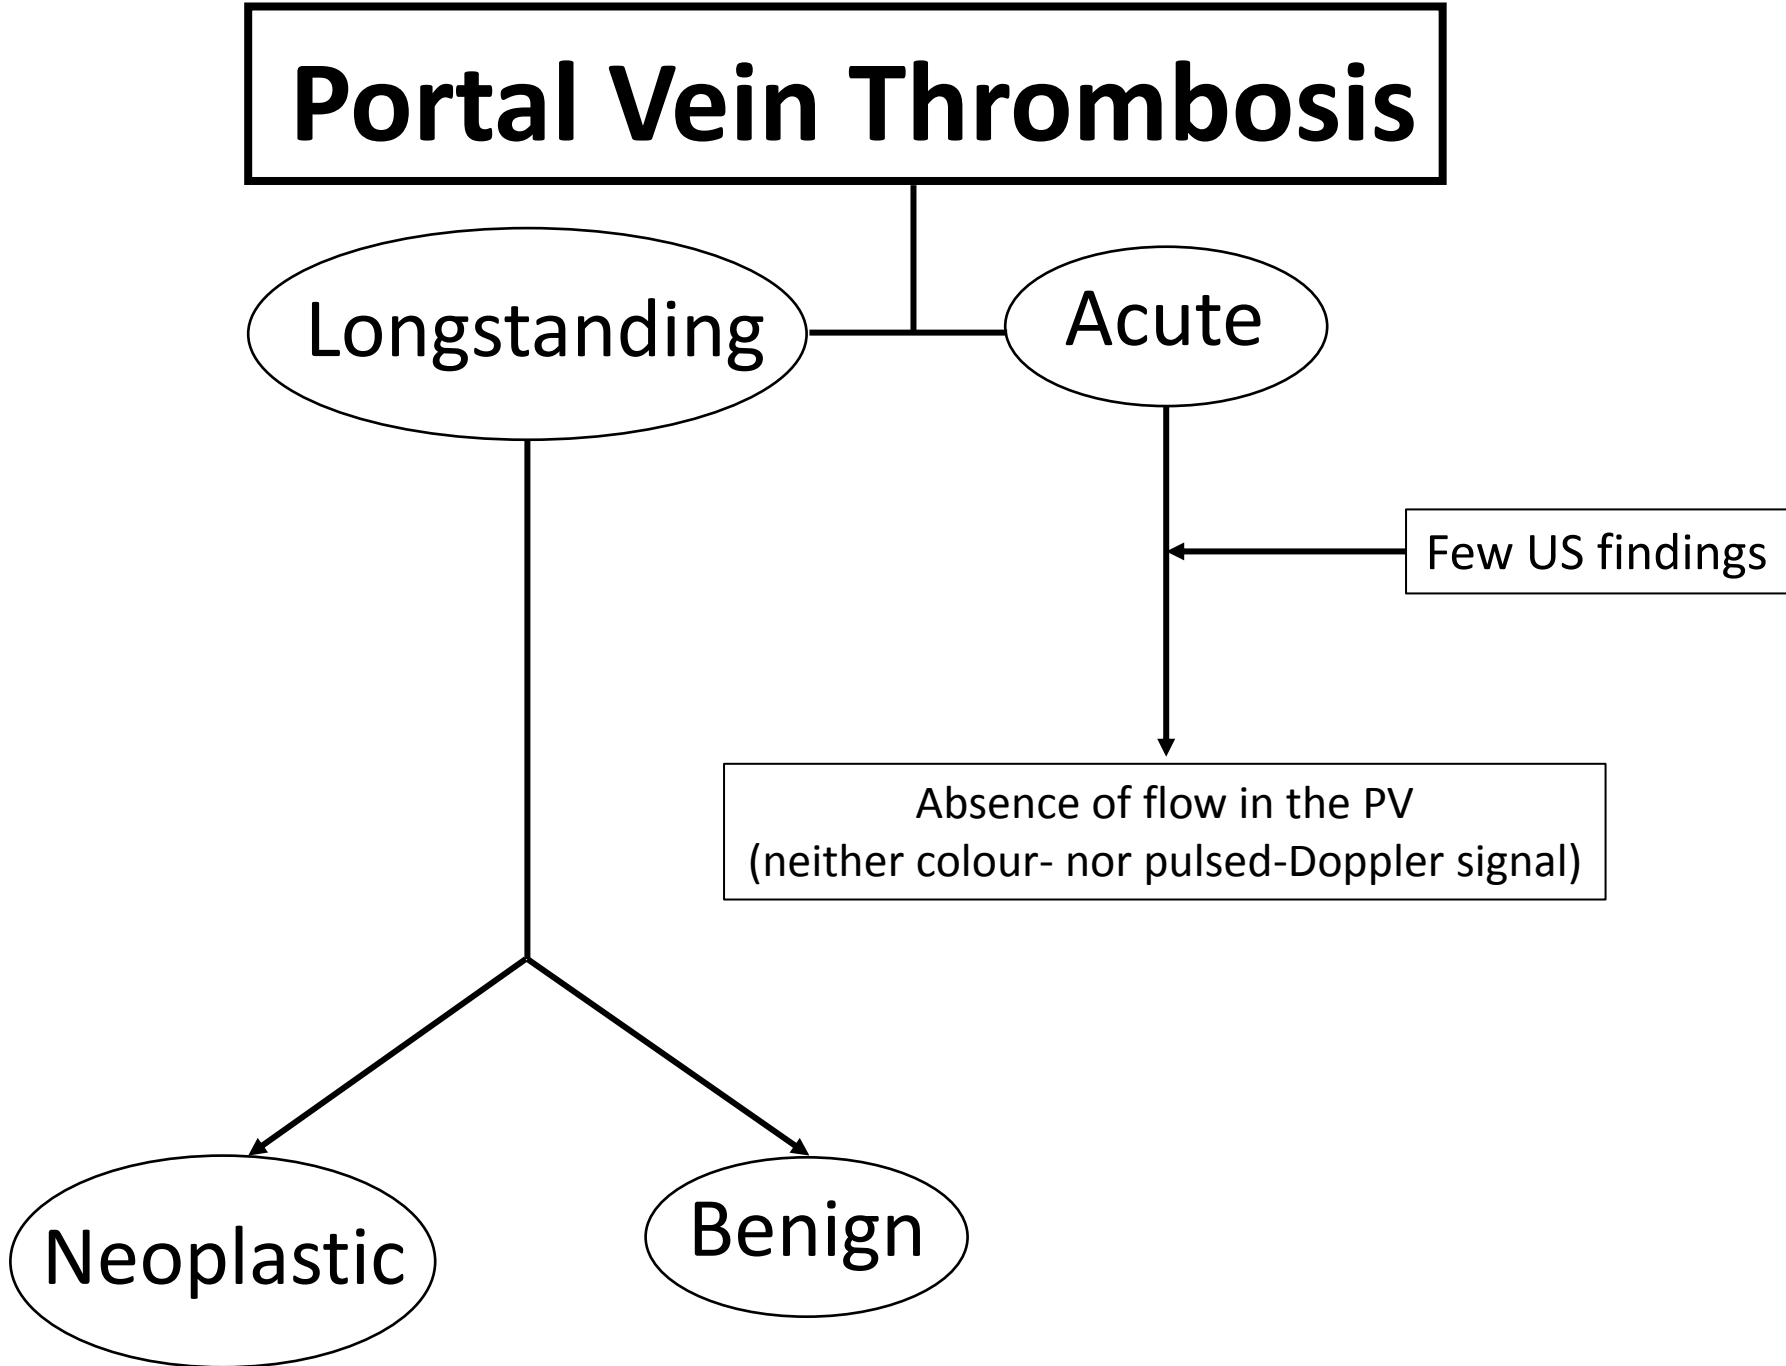 Portal Vein Thrombosis
Longstanding
Acute
Few US findings
Absence of flow in the PV
(neither colour- nor pulsed-Doppler signal)
Neoplastic
Benign